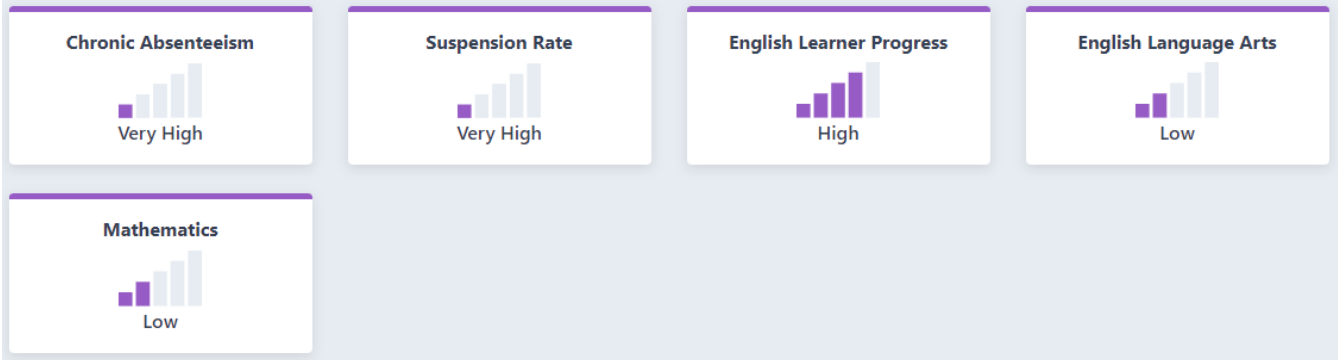 Chronic Absenteeism
Very High
Suspension Rate
Very High
English Learner Progress
High
English Language Arts
Low
Mathematics
Low